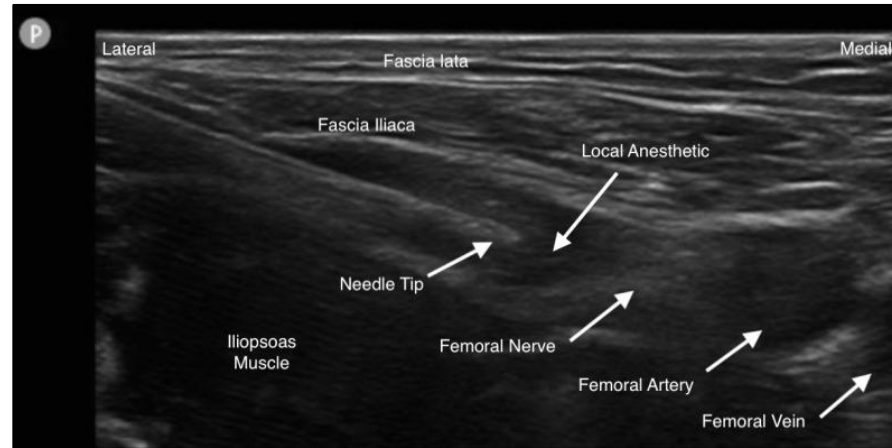 P
Lateral
Medial
Fascia lata
Fascia Iliaca
Local Anesthetic
Needle Tip
Iliopsoas
Muscle
Femoral Nerve
Femoral Artery
Femoral Vein